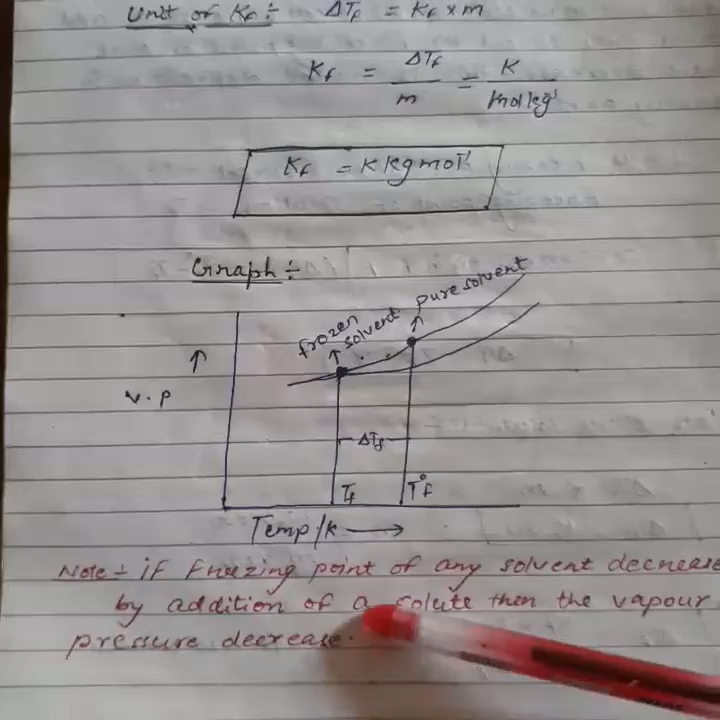 Unit of Kf :- ΔTf = Kf × m
Kf = ΔTf / m = K / mol kg⁻¹
Kf = K Kg mol⁻¹
Graph :-
frozen solvent
pure solvent
↑
V.P
ΔTf
Tf
T°f
Temp/K →
Note :- if Freezing point of any solvent decrease
by addition of a solute then the vapour
pressure decrease.